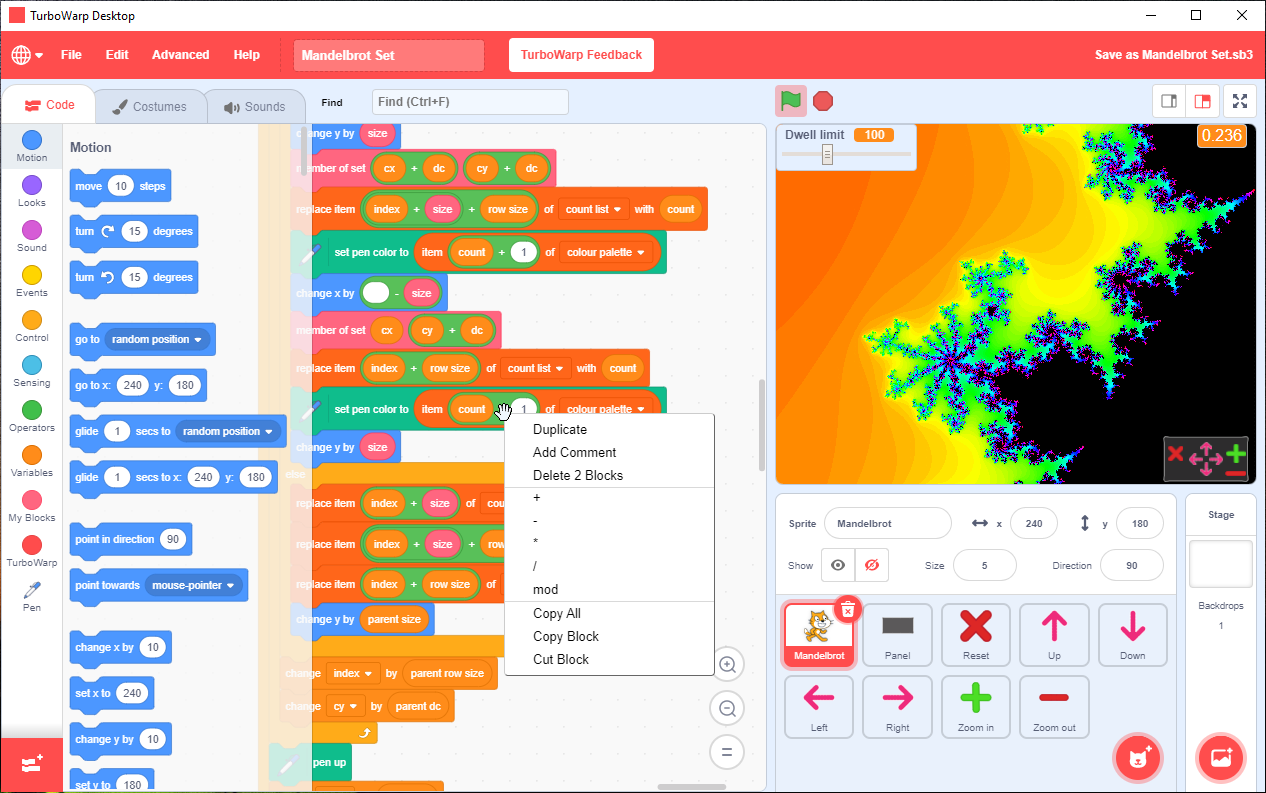 TurboWarp Desktop
File Edit Advanced Help Mandelbrot Set TurboWarp Feedback Save as Mandelbrot Set.sb3
Code Costumes Sounds Find Find (Ctrl+F)
Motion
Looks
Sound
Events
Control
Sensing
Operators
Variables
My Blocks
TurboWarp
Pen
Motion
move 10 steps
turn 15 degrees
turn 15 degrees
go to random position
go to x: 240 y: 180
glide 1 secs to random position
glide 1 secs to x: 240 y: 180
point in direction 90
point towards mouse-pointer
change x by 10
set x to 240
change y by 10
set y to 180
change y by size
member of set cx + dc cy + dc
replace item index + size + row size of count list with count
set pen color to item count + 1 of colour palette
change x by - size
member of set cx cy + dc
replace item index + row size of count list with count
set pen color to item count 1 of colour palette
change y by size
else
replace item index + size of cou
replace item index + size + row
replace item index + row size of
change y by parent size
change index by parent row size
change cy by parent dc
pen up
Duplicate
Add Comment
Delete 2 Blocks
+
-
*
/
mod
Copy All
Copy Block
Cut Block
Dwell limit 100
0.236
Sprite Mandelbrot x 240 y 180
Show Size 5 Direction 90
Mandelbrot Panel Reset Up Down
Left Right Zoom in Zoom out
Stage
Backdrops
1